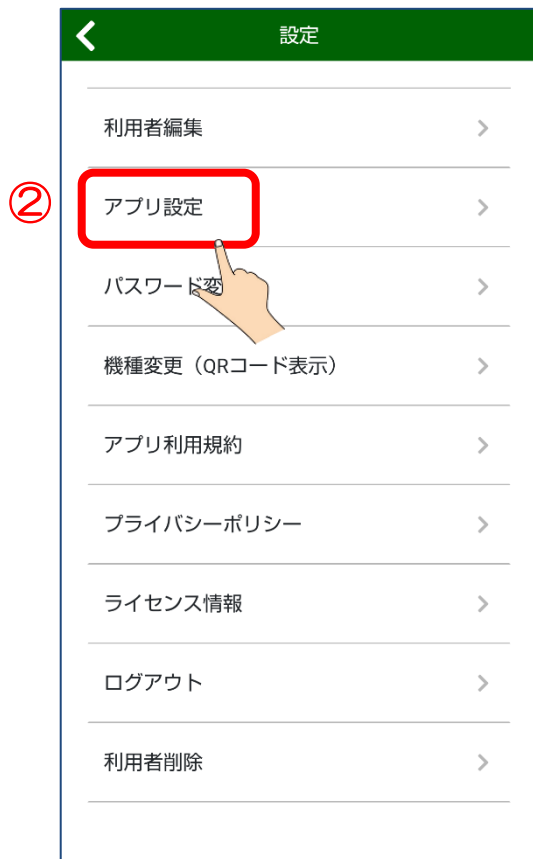 設定
利用者編集
②
アプリ設定
パスワード変
機種変更（QRコード表示）
アプリ利用規約
プライバシーポリシー
ライセンス情報
ログアウト
利用者削除